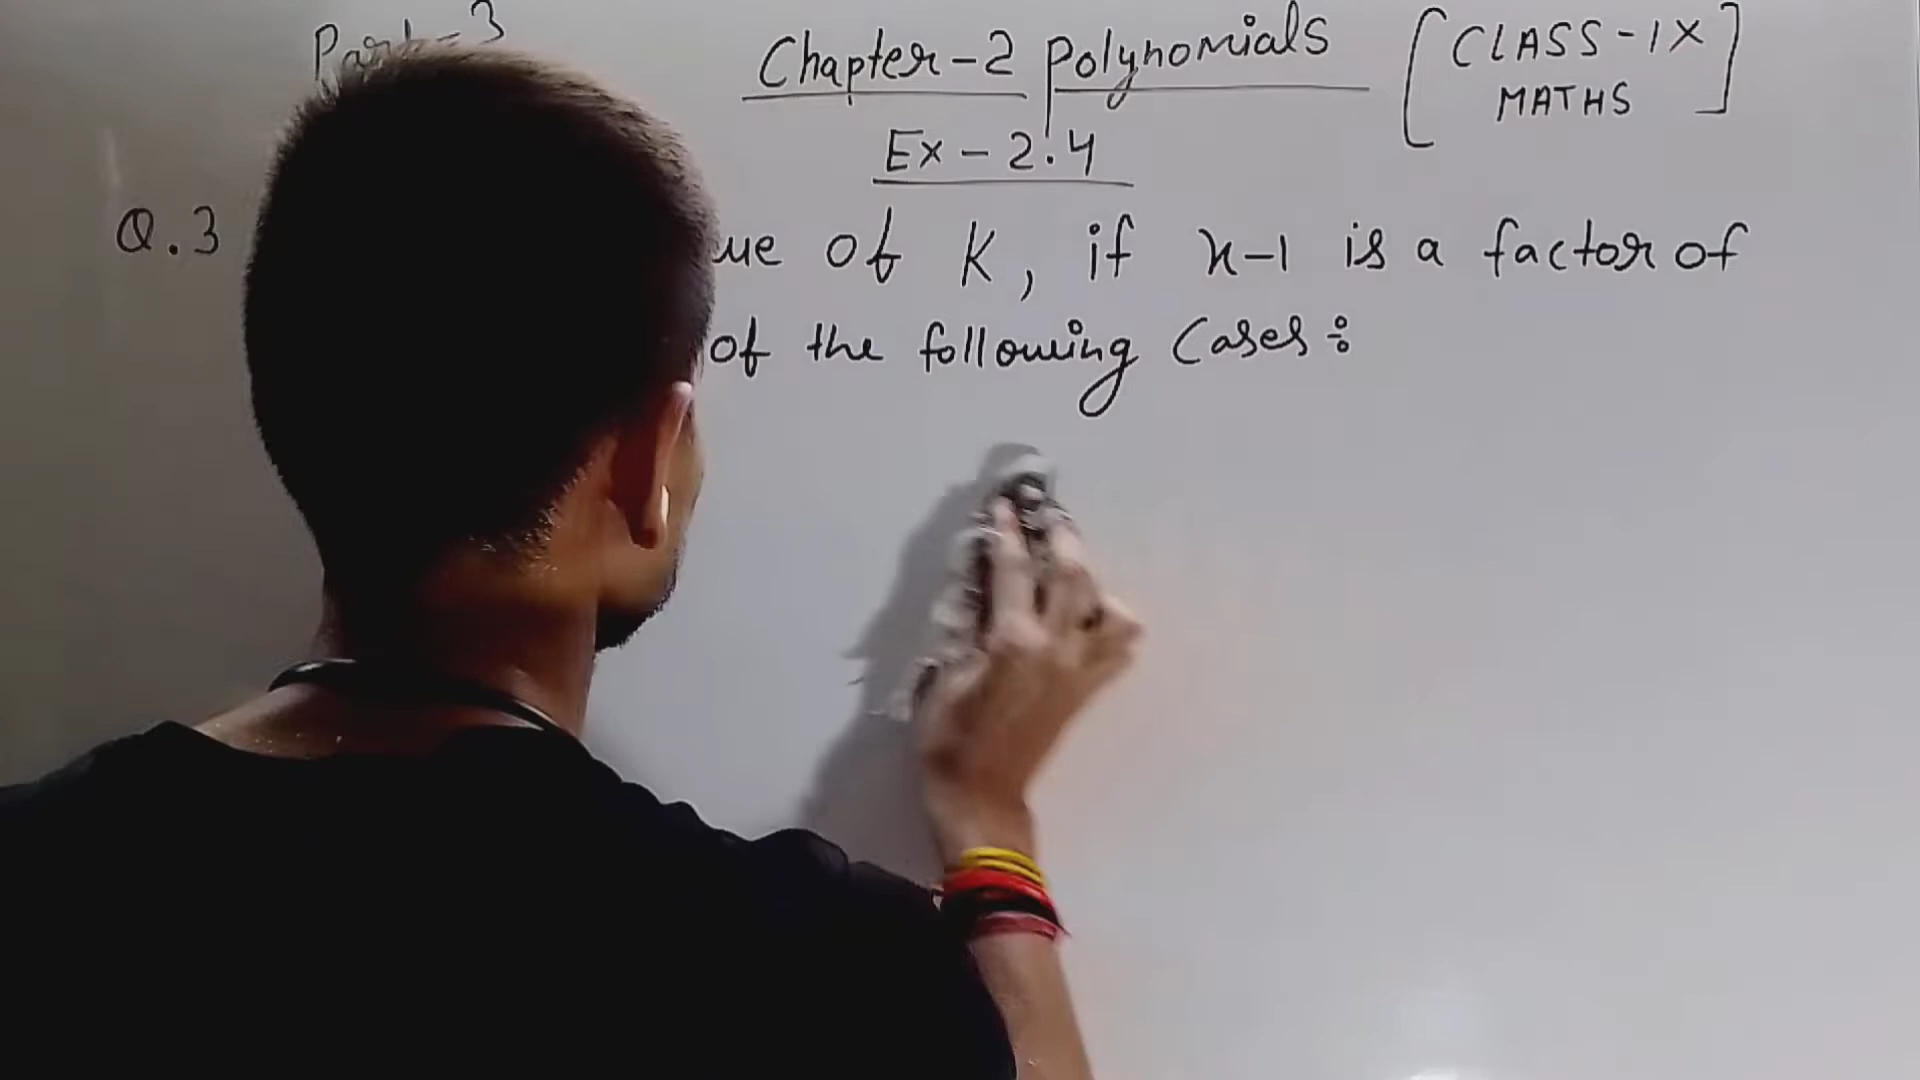 Part-3
Chapter-2 Polynomials [CLASS-IX
MATHS]
Ex-2.4
Q.3 of K, if x-1 is a factor of
of the following Cases: